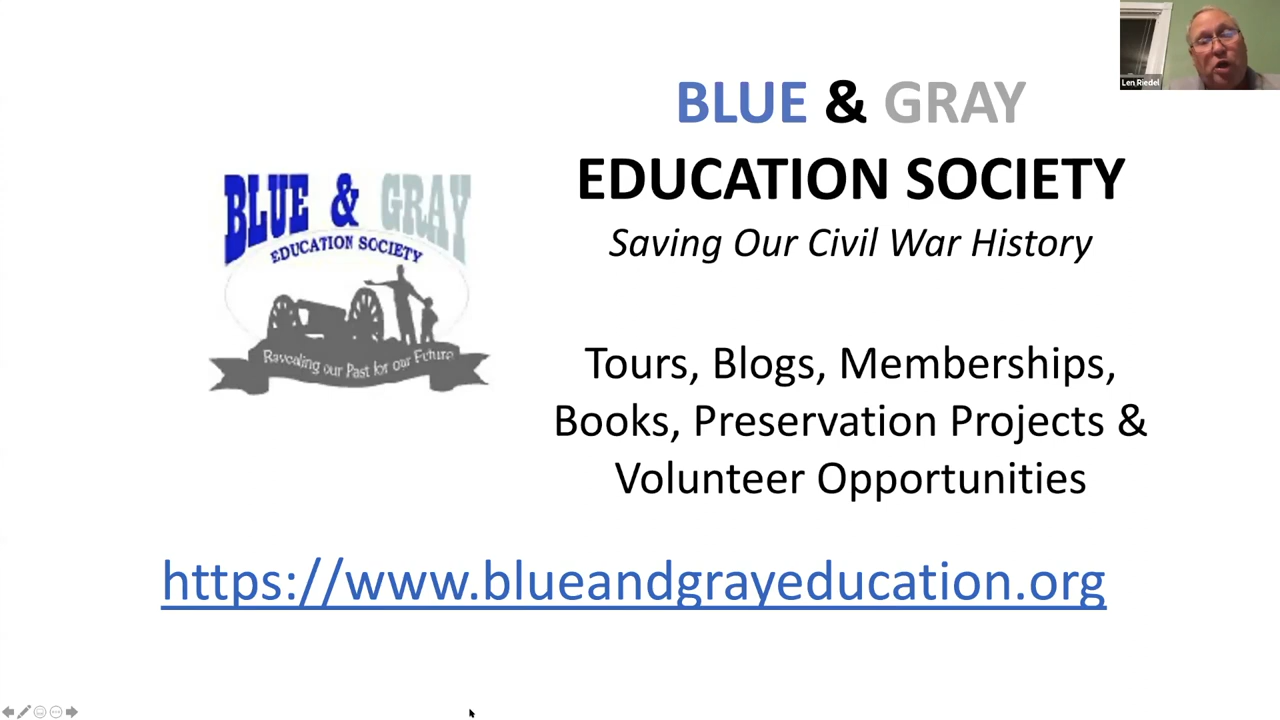 Len Riedel
BLUE & GRAY
EDUCATION SOCIETY
Saving Our Civil War History
BLUE & GRAY
EDUCATION SOCIETY
Revealing our Past for our Future
Tours, Blogs, Memberships,
Books, Preservation Projects &
Volunteer Opportunities
https://www.blueandgrayeducation.org